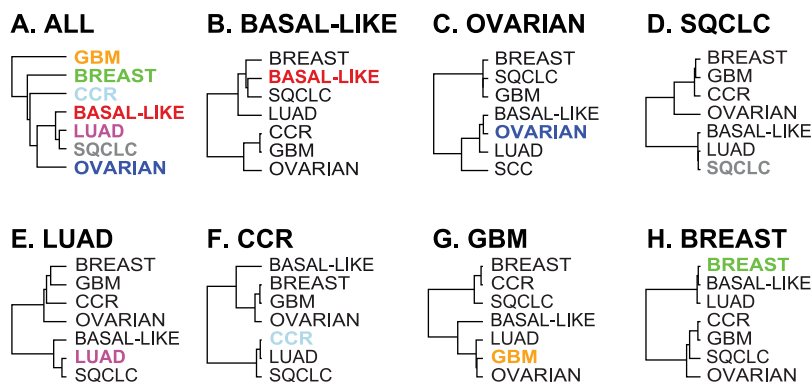 A. ALL
GBM
BREAST
CCR
BASAL-LIKE
LUAD
SQCLC
OVARIAN
B. BASAL-LIKE
BREAST
BASAL-LIKE
SQCLC
LUAD
CCR
GBM
OVARIAN
C. OVARIAN
BREAST
SQCLC
GBM
BASAL-LIKE
OVARIAN
LUAD
SCC
D. SQCLC
BREAST
GBM
CCR
OVARIAN
BASAL-LIKE
LUAD
SQCLC
E. LUAD
BREAST
GBM
CCR
OVARIAN
BASAL-LIKE
LUAD
SQCLC
F. CCR
BASAL-LIKE
BREAST
GBM
OVARIAN
CCR
LUAD
SQCLC
G. GBM
BREAST
CCR
SQCLC
BASAL-LIKE
LUAD
GBM
OVARIAN
H. BREAST
BREAST
BASAL-LIKE
LUAD
CCR
GBM
SQCLC
OVARIAN